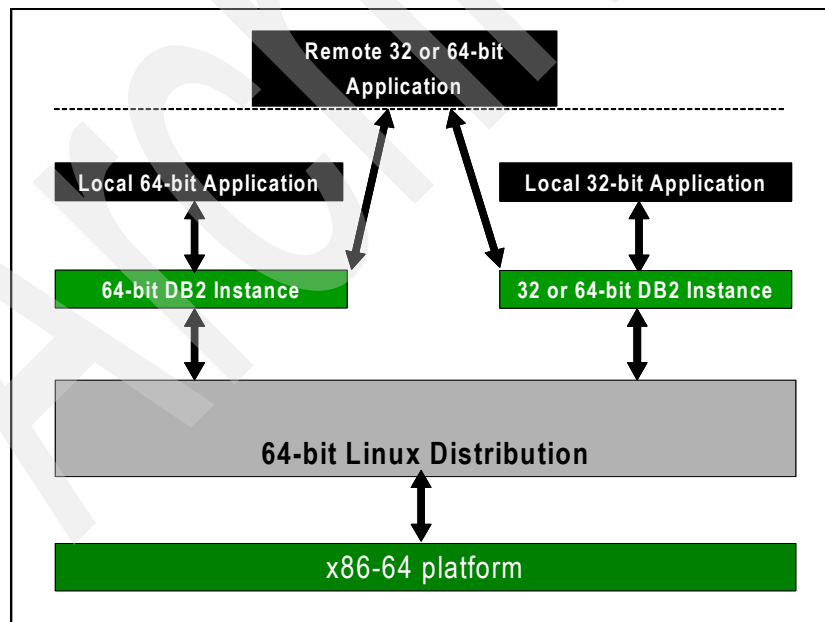 Remote 32 or 64-bit
Application
Local 64-bit Application
Local 32-bit Application
64-bit DB2 Instance
32 or 64-bit DB2 Instance
64-bit Linux Distribution
x86-64 platform